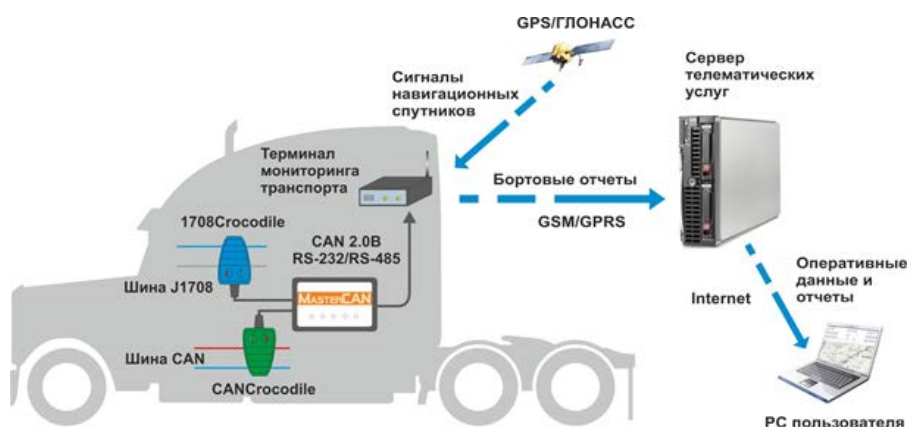 GPS/ГЛОНАСС
Сигналы
навигационных
спутников
Сервер
телематических
услуг
Терминал
мониторинга
транспорта
Бортовые отчеты
GSM/GPRS
1708Crocodile
CAN 2.0B
RS-232/RS-485
Шина J1708
MASTERCAN
Шина CAN
CANCrocodile
Internet
Оперативные
данные и
отчеты
PC пользователя